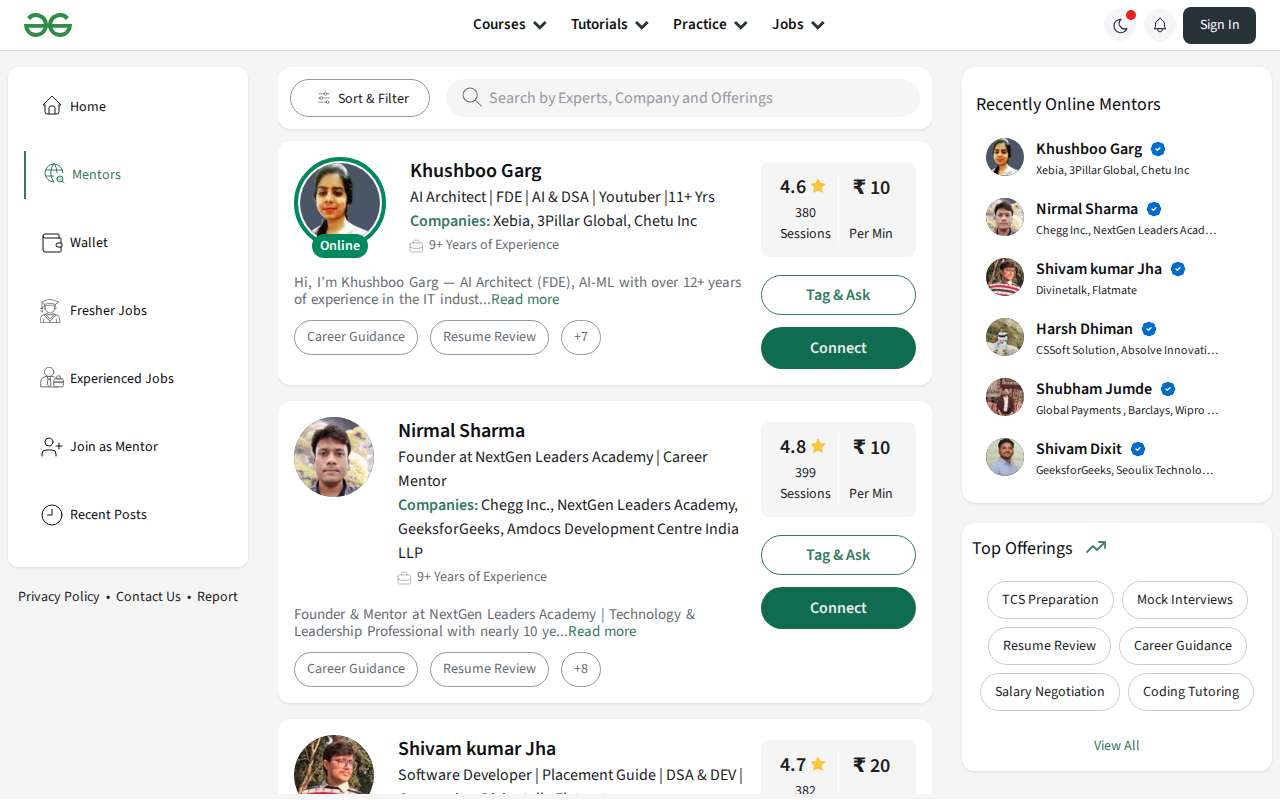 Courses
Tutorials
Practice
Jobs
Sign In
Home
Mentors
Wallet
Fresher Jobs
Experienced Jobs
Join as Mentor
Recent Posts
Privacy Policy • Contact Us • Report
Sort & Filter
Search by Experts, Company and Offerings
Khushboo Garg
AI Architect | FDE | AI & DSA | Youtuber |11+ Yrs
Companies: Xebia, 3Pillar Global, Chetu Inc
9+ Years of Experience
Online
Hi, I'm Khushboo Garg — AI Architect (FDE), AI-ML with over 12+ years
of experience in the IT indust...Read more
Career Guidance
Resume Review
+7
4.6
380
Sessions
₹ 10
Per Min
Tag & Ask
Connect
Nirmal Sharma
Founder at NextGen Leaders Academy | Career
Mentor
Companies: Chegg Inc., NextGen Leaders Academy,
GeeksforGeeks, Amdocs Development Centre India
LLP
9+ Years of Experience
Founder & Mentor at NextGen Leaders Academy | Technology &
Leadership Professional with nearly 10 ye...Read more
Career Guidance
Resume Review
+8
4.8
399
Sessions
₹ 10
Per Min
Tag & Ask
Connect
Shivam kumar Jha
Software Developer | Placement Guide | DSA & DEV |
4.7
382
₹ 20
Recently Online Mentors
Khushboo Garg
Xebia, 3Pillar Global, Chetu Inc
Nirmal Sharma
Chegg Inc., NextGen Leaders Acad...
Shivam kumar Jha
Divinetalk, Flatmate
Harsh Dhiman
CSSoft Solution, Absolve Innovati...
Shubham Jumde
Global Payments , Barclays, Wipro ...
Shivam Dixit
GeeksforGeeks, Seoulix Technolo...
Top Offerings
TCS Preparation
Mock Interviews
Resume Review
Career Guidance
Salary Negotiation
Coding Tutoring
View All